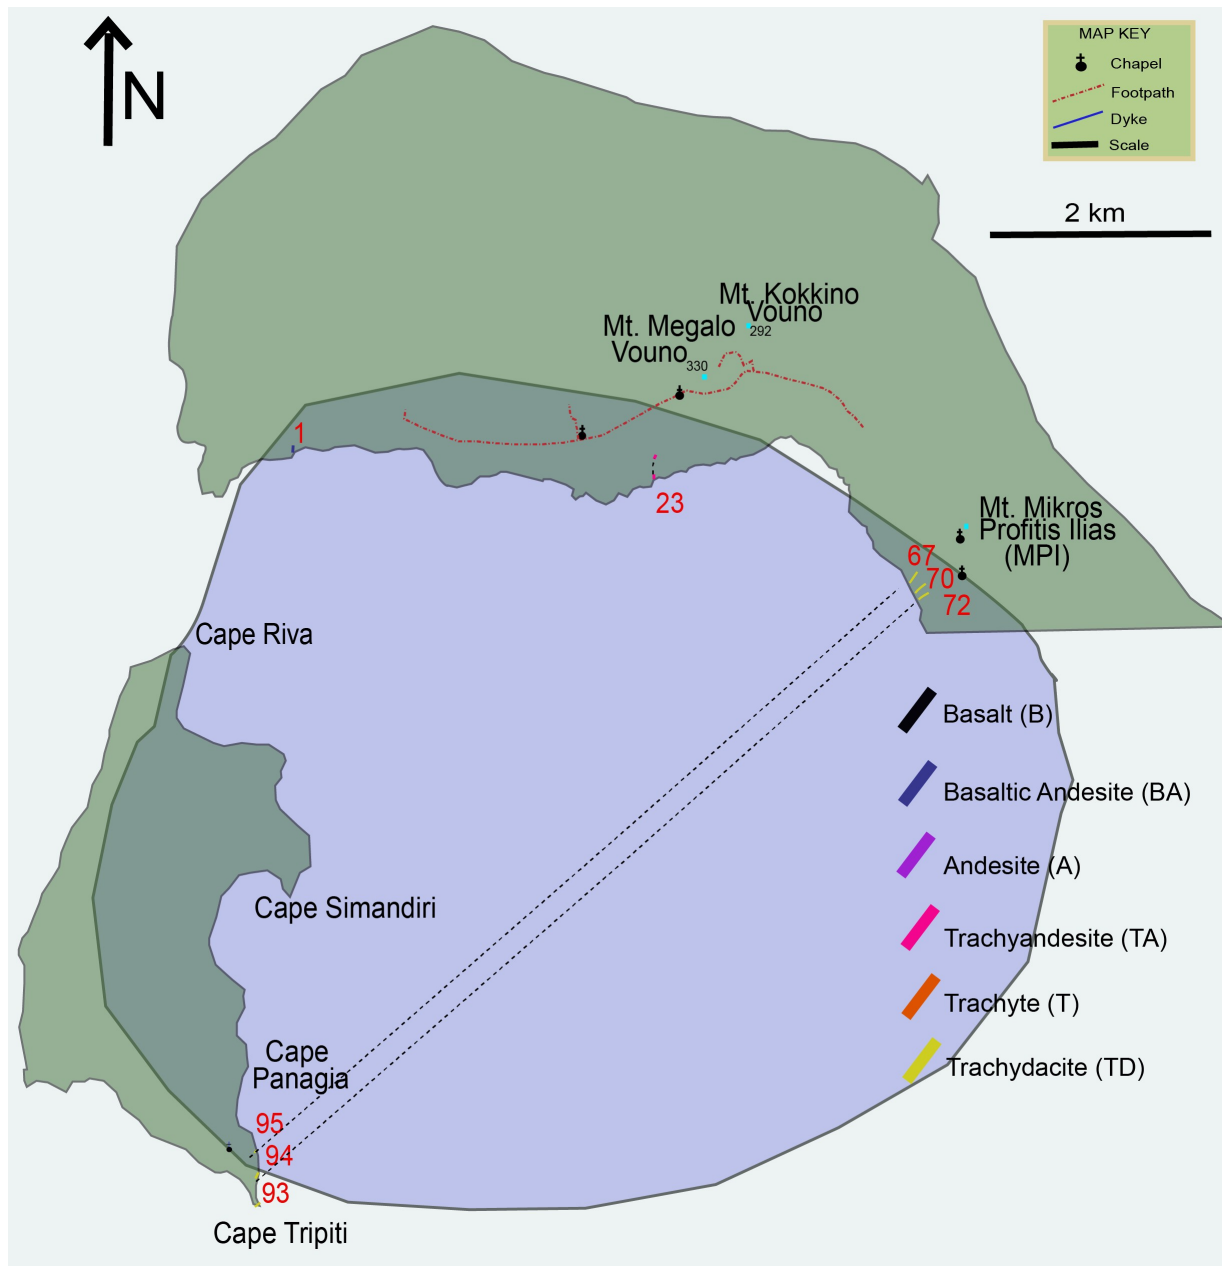 MAP KEY
Chapel
Footpath
Dyke
Scale
N
2 km
Mt. Kokkino
Vouno
292
Mt. Megalo
Vouno
330
1
23
Mt. Mikros
Profitis Ilias
(MPI)
67
70
72
Cape Riva
Basalt (B)
Basaltic Andesite (BA)
Andesite (A)
Cape Simandiri
Trachyandesite (TA)
Trachyte (T)
Cape
Panagia
Trachydacite (TD)
95
94
93
Cape Tripiti